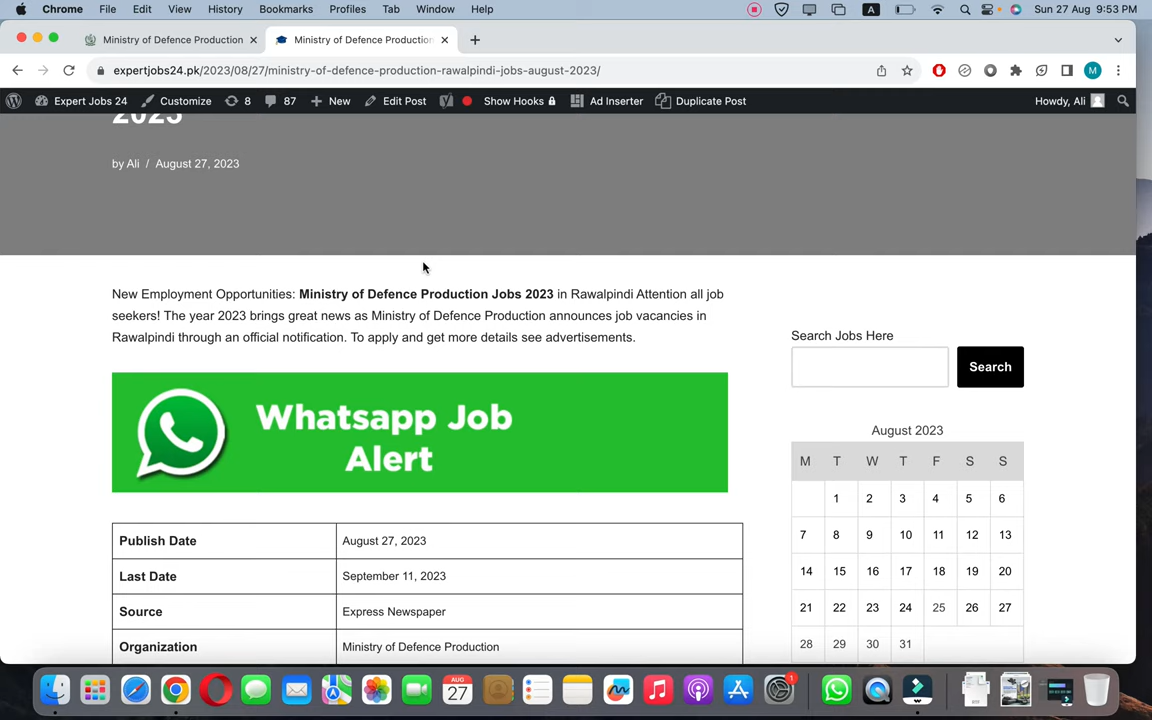 Chrome File Edit View History Bookmarks Profiles Tab Window Help A Sun 27 Aug 9:53 PM
Ministry of Defence Production Ministry of Defence Production
expertjobs24.pk/2023/08/27/ministry-of-defence-production-rawalpindi-jobs-august-2023/ M
Expert Jobs 24 Customize 8 87 New Edit Post Show Hooks Ad Inserter Duplicate Post Howdy, Ali
2023
by Ali / August 27, 2023
New Employment Opportunities: Ministry of Defence Production Jobs 2023 in Rawalpindi Attention all job
seekers! The year 2023 brings great news as Ministry of Defence Production announces job vacancies in
Rawalpindi through an official notification. To apply and get more details see advertisements.
Whatsapp Job
Alert
Publish Date August 27, 2023
Last Date September 11, 2023
Source Express Newspaper
Organization Ministry of Defence Production
Search Jobs Here
Search
August 2023
M T W T F S S
1 2 3 4 5 6
7 8 9 10 11 12 13
14 15 16 17 18 19 20
21 22 23 24 25 26 27
28 29 30 31
AUG
27
1